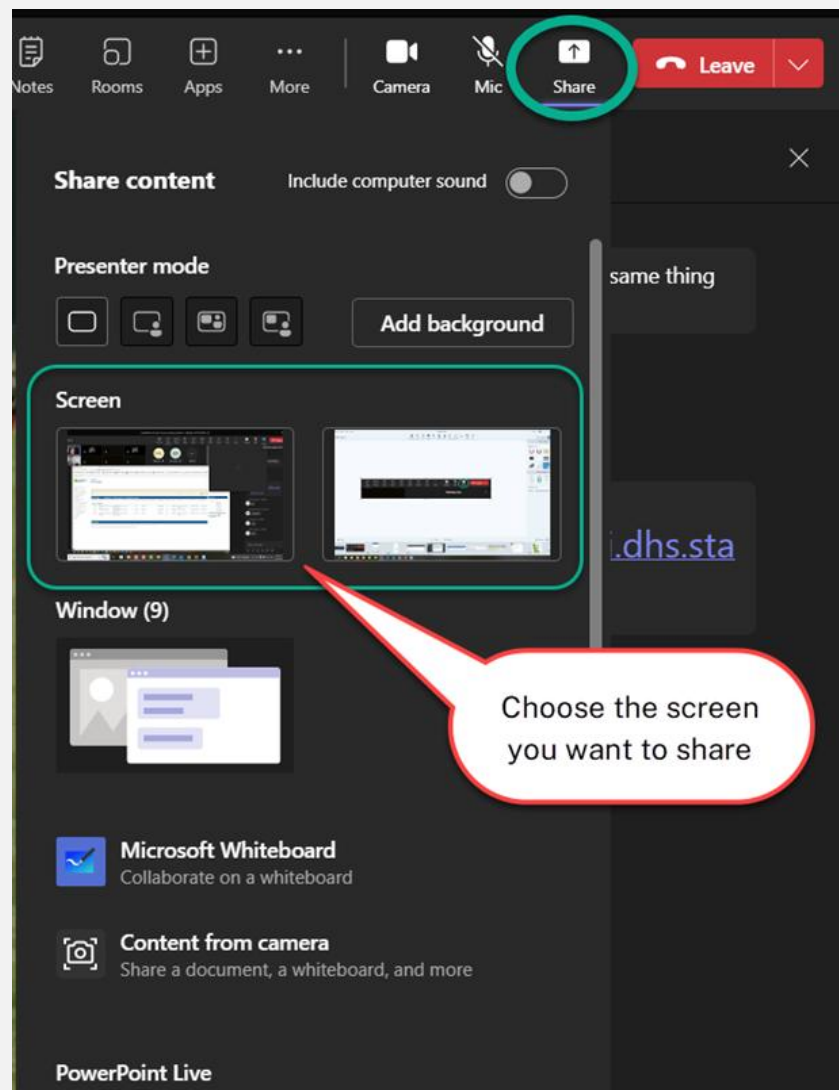 Notes Rooms Apps More Camera Mic Share Leave
Share content Include computer sound
Presenter mode
same thing
Add background
Screen
i.dhs.sta
Window (9)
Choose the screen
you want to share
Microsoft Whiteboard
Collaborate on a whiteboard
Content from camera
Share a document, a whiteboard, and more
PowerPoint Live